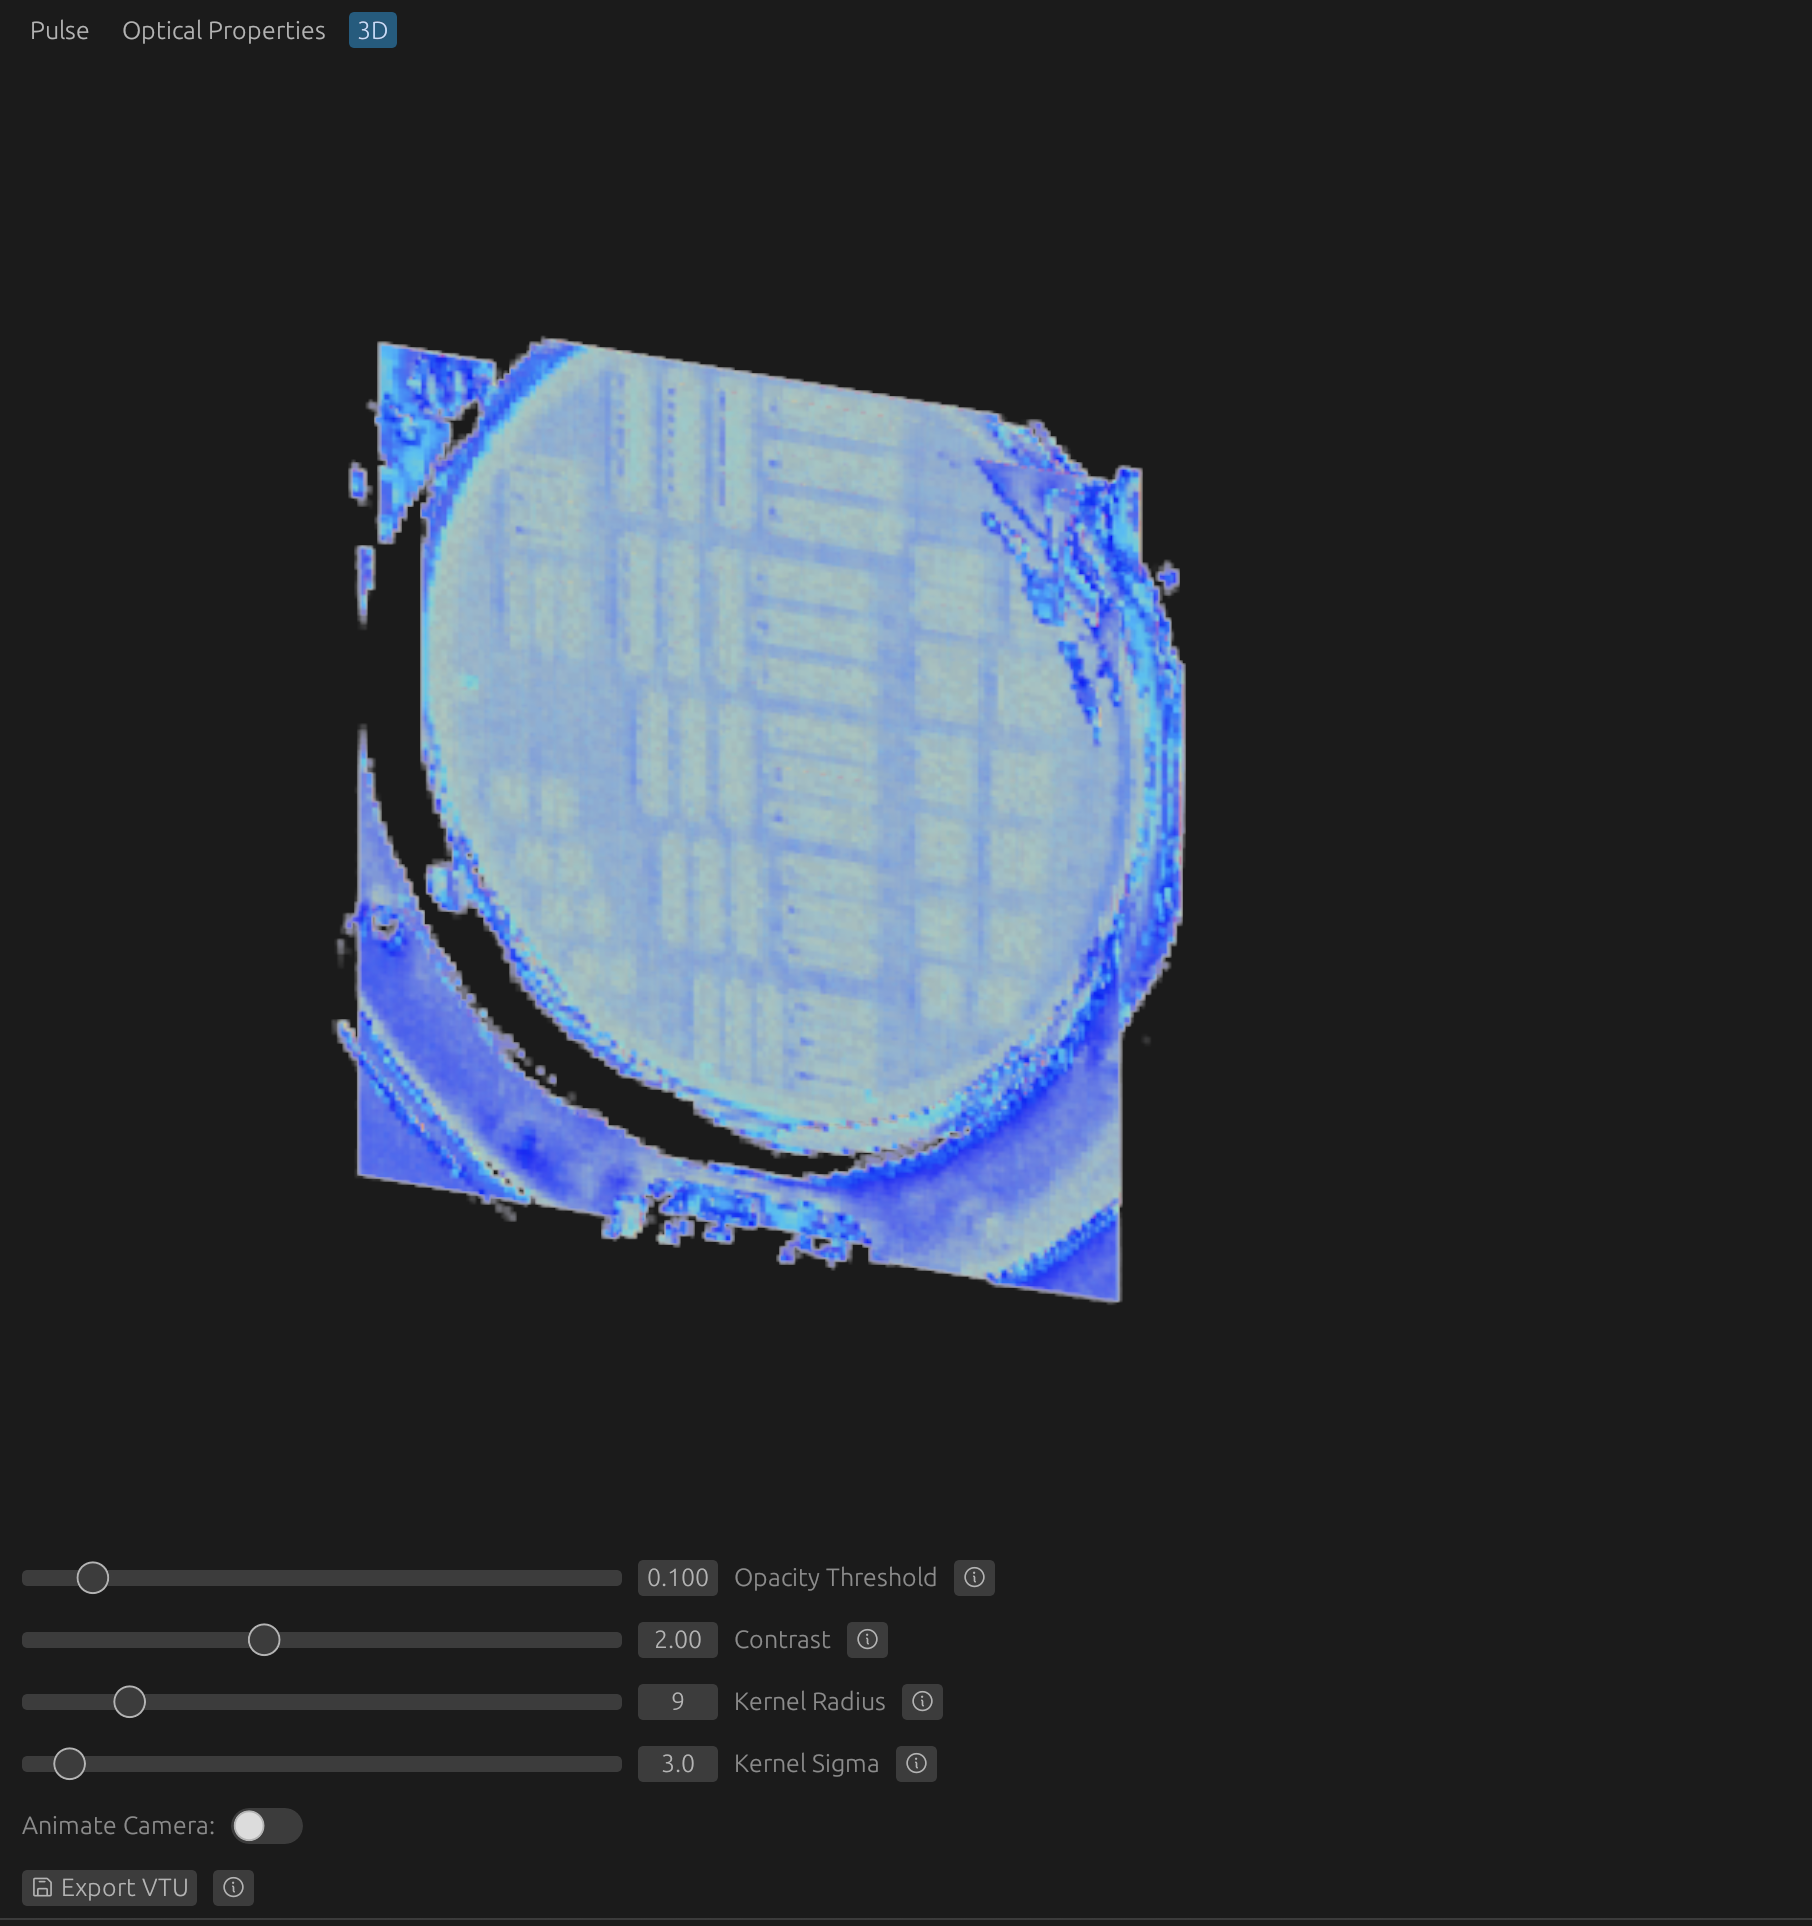 Pulse Optical Properties 3D
0.100 Opacity Threshold
2.00 Contrast
9 Kernel Radius
3.0 Kernel Sigma
Animate Camera:
Export VTU